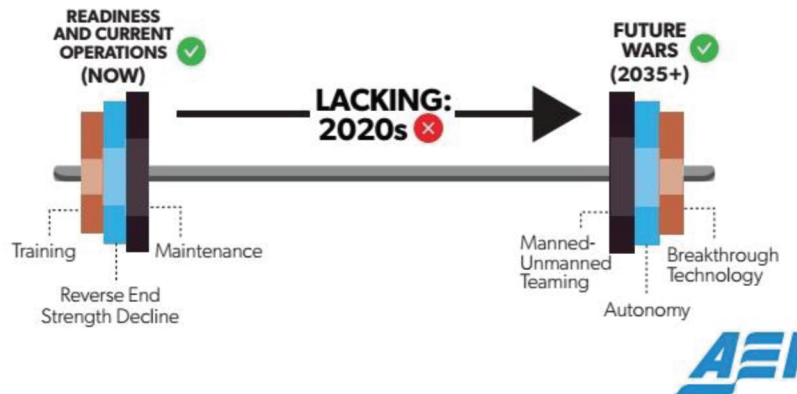 READINESS
AND CURRENT
OPERATIONS
(NOW)
LACKING:
2020s
FUTURE
WARS
(2035+)
Training
Maintenance
Reverse End
Strength Decline
Manned-
Unmanned
Teaming
Breakthrough
Technology
Autonomy
AEI